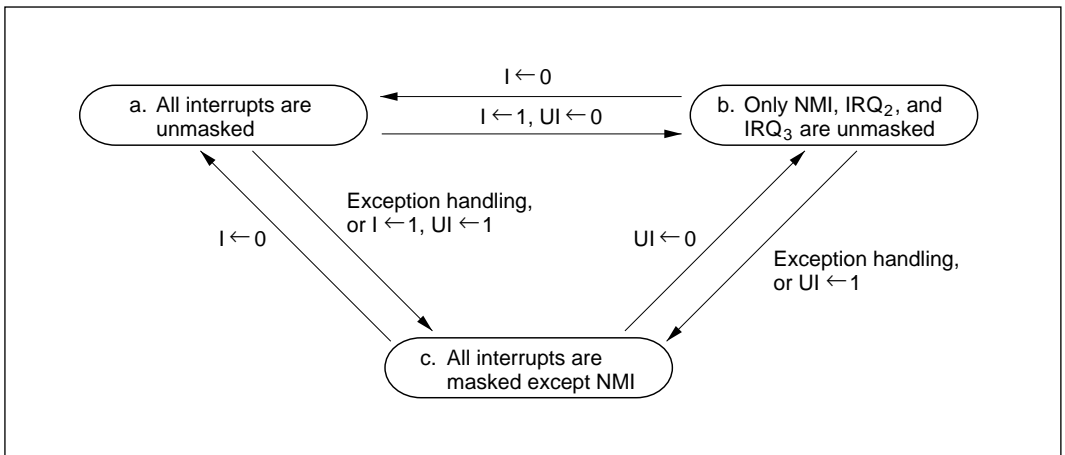 I ← 0
a. All interrupts are
unmasked
I ← 1, UI ← 0
b. Only NMI, IRQ2, and
IRQ3 are unmasked
Exception handling,
or I ← 1, UI ← 1
I ← 0
UI ← 0
Exception handling,
or UI ← 1
c. All interrupts are
masked except NMI